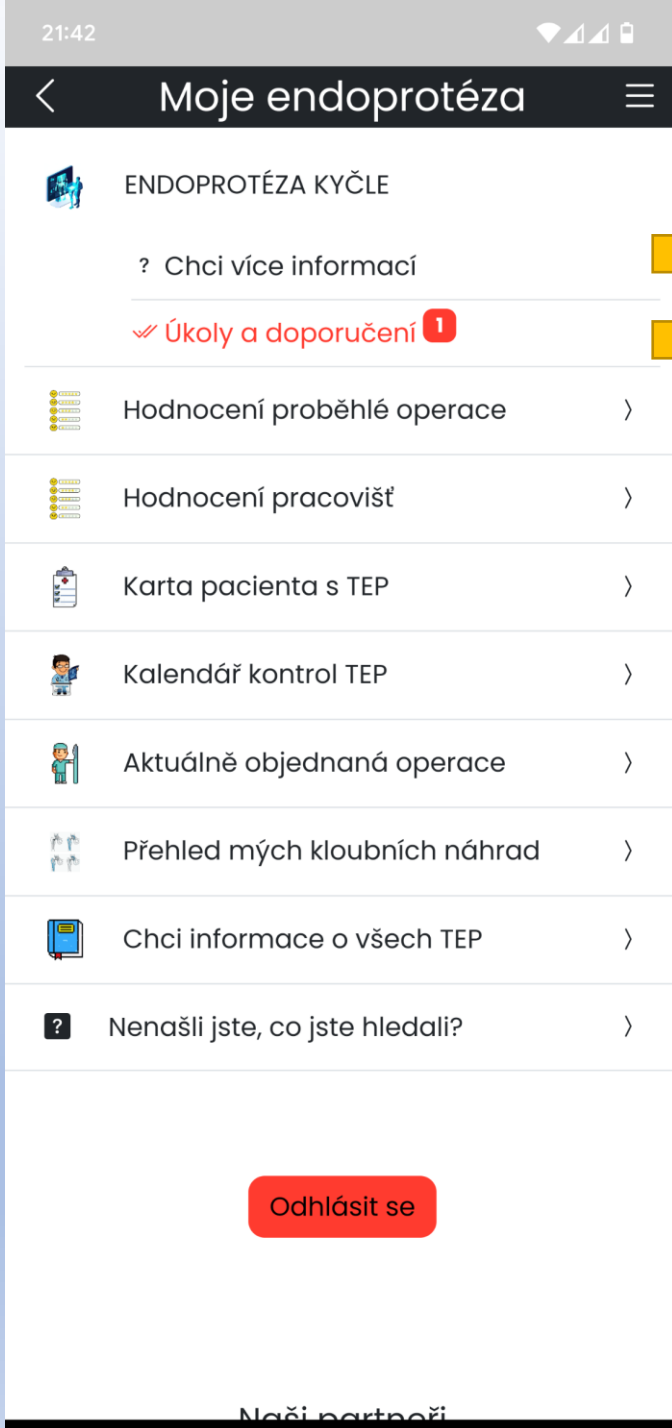 21:42
Moje endoprotéza
ENDOPROTÉZA KYČLE
? Chci více informací
Úkoly a doporučení 1
Hodnocení proběhlé operace
Hodnocení pracovišť
Karta pacienta s TEP
Kalendář kontrol TEP
Aktuálně objednaná operace
Přehled mých kloubních náhrad
Chci informace o všech TEP
? Nenašli jste, co jste hledali?
Odhlásit se
Naši partneři